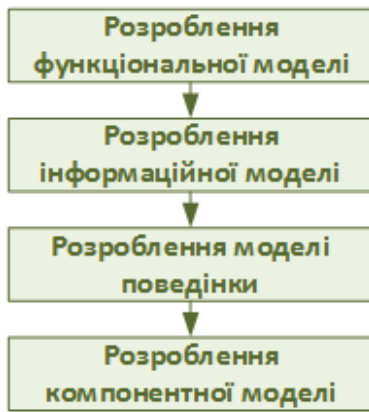 Розроблення
функціональної моделі
Розроблення
інформаційної моделі
Розроблення моделі
поведінки
Розроблення
компонентної моделі